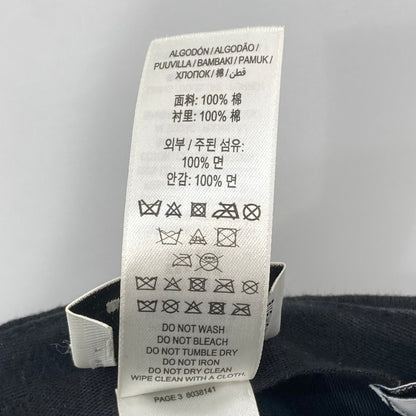 ALGODÓN / ALGODÃO /
PUUVILLA / BAMBAKI / PAMUK /
ХЛОПОК / 棉 / قطن
面料: 100% 棉
衬里: 100% 棉
외부 / 주된 섬유:
100% 면
안감: 100% 면
DO NOT WASH
DO NOT BLEACH
DO NOT TUMBLE DRY
DO NOT IRON
DO NOT DRY CLEAN
WIPE CLEAN WITH A CLOTH.
PAGE 3 8038141